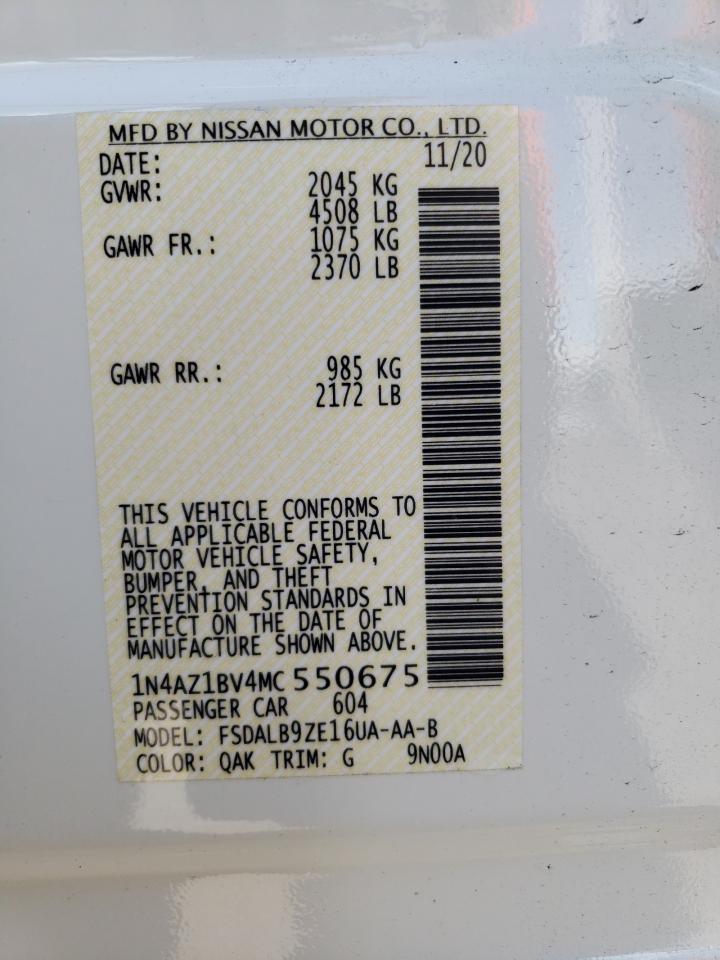 MFD BY NISSAN MOTOR CO., LTD.
DATE: 11/20
GVWR: 2045 KG
4508 LB
GAWR FR.: 1075 KG
2370 LB
GAWR RR.: 985 KG
2172 LB
THIS VEHICLE CONFORMS TO
ALL APPLICABLE FEDERAL
MOTOR VEHICLE SAFETY,
BUMPER, AND THEFT
PREVENTION STANDARDS IN
EFFECT ON THE DATE OF
MANUFACTURE SHOWN ABOVE.
1N4AZ1BV4MC550675
PASSENGER CAR 604
MODEL: FSDALB9ZE16UA-AA-B
COLOR: QAK TRIM: G 9N00A